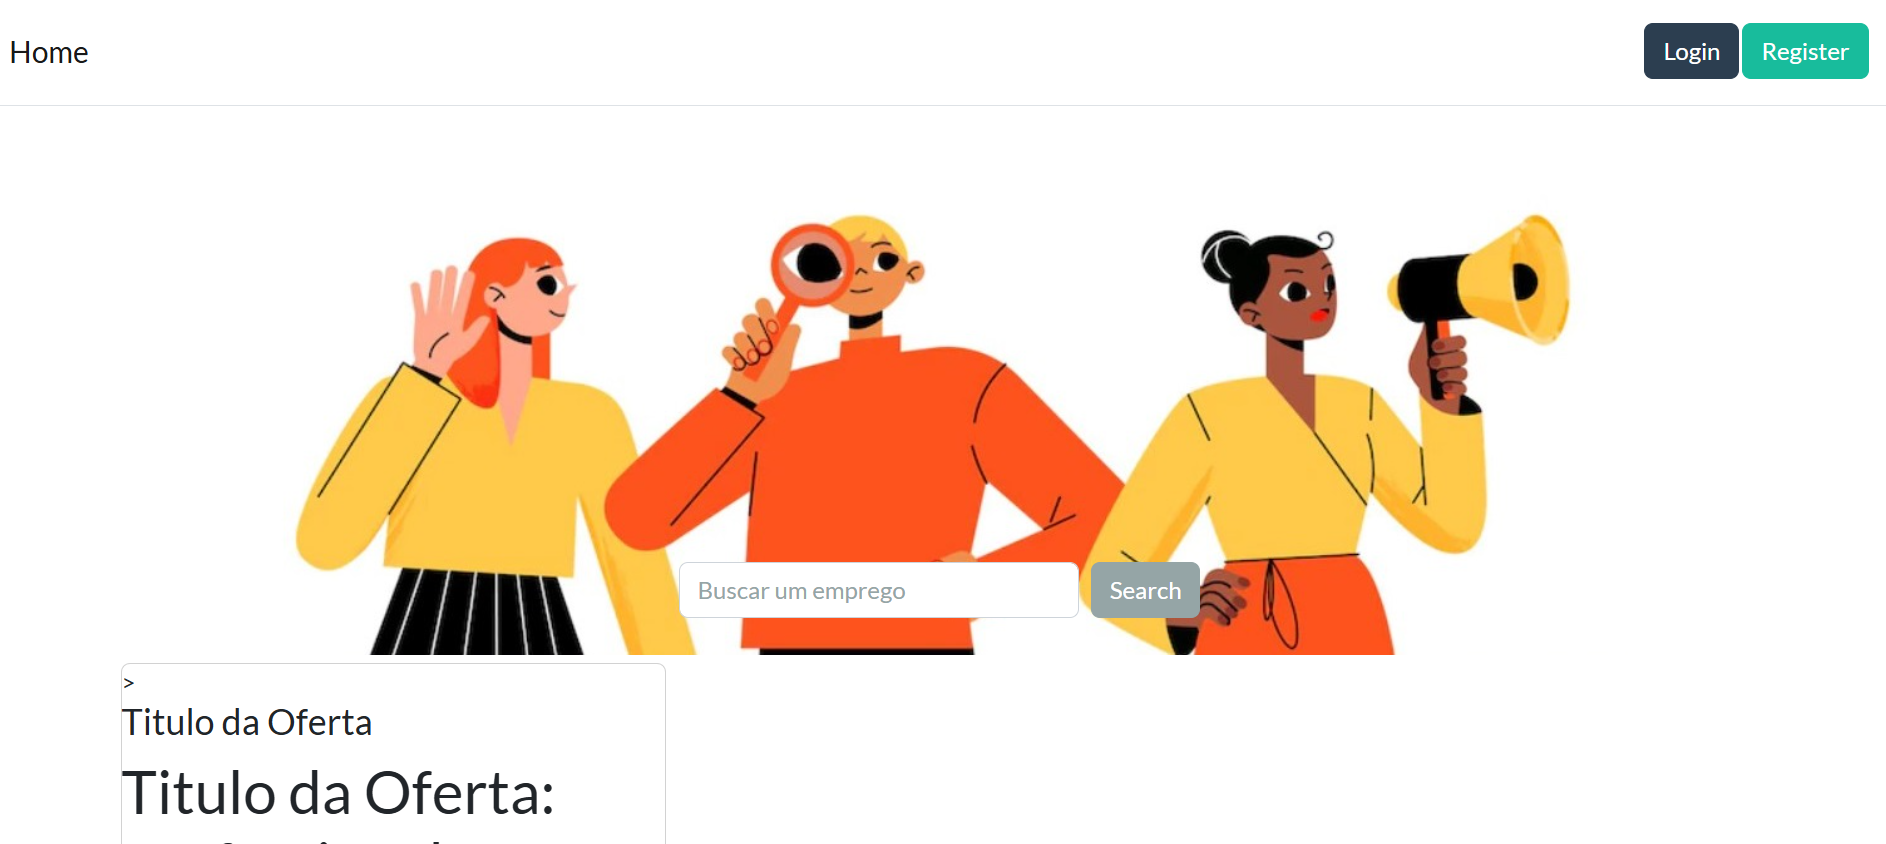 Home
Login
Register
Buscar um emprego
Search
>
Titulo da Oferta
Titulo da Oferta: